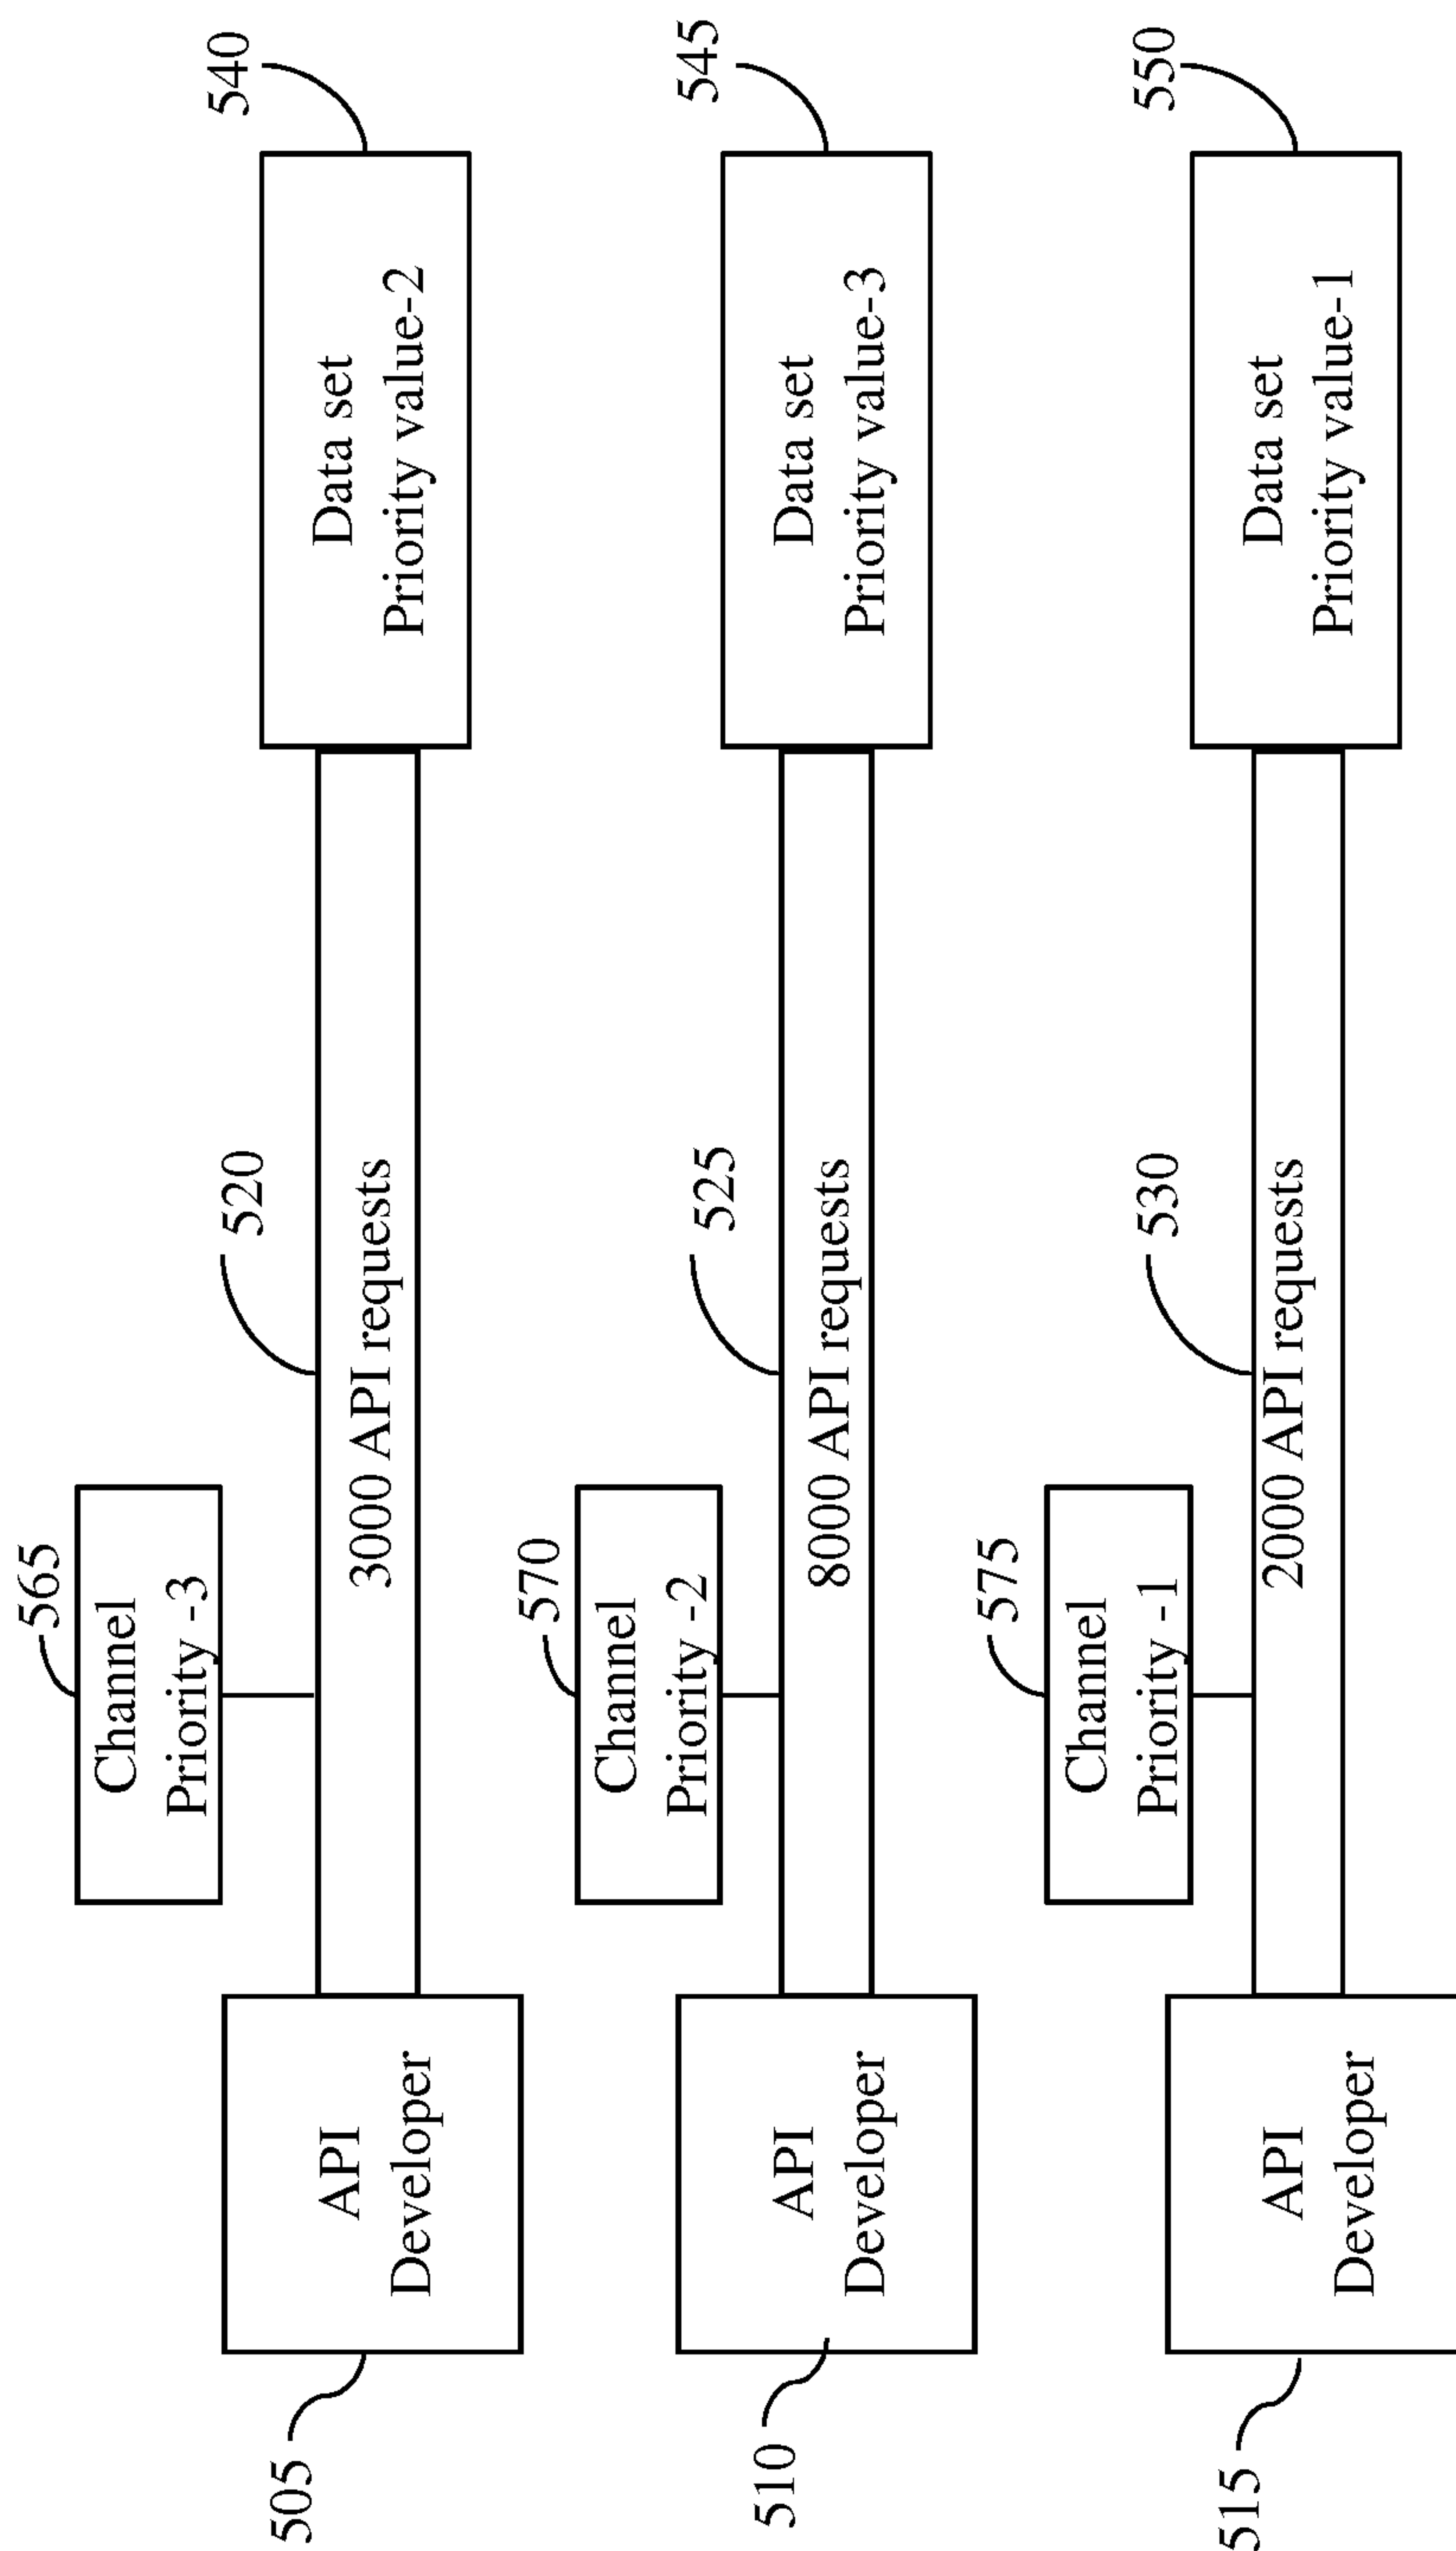 565
Channel
Priority -3
520
540
API
Developer
3000 API requests
Data set
Priority value-2
505
570
Channel
Priority -2
525
545
API
Developer
8000 API requests
Data set
Priority value-3
510
575
Channel
Priority -1
530
550
API
Developer
2000 API requests
Data set
Priority value-1
515